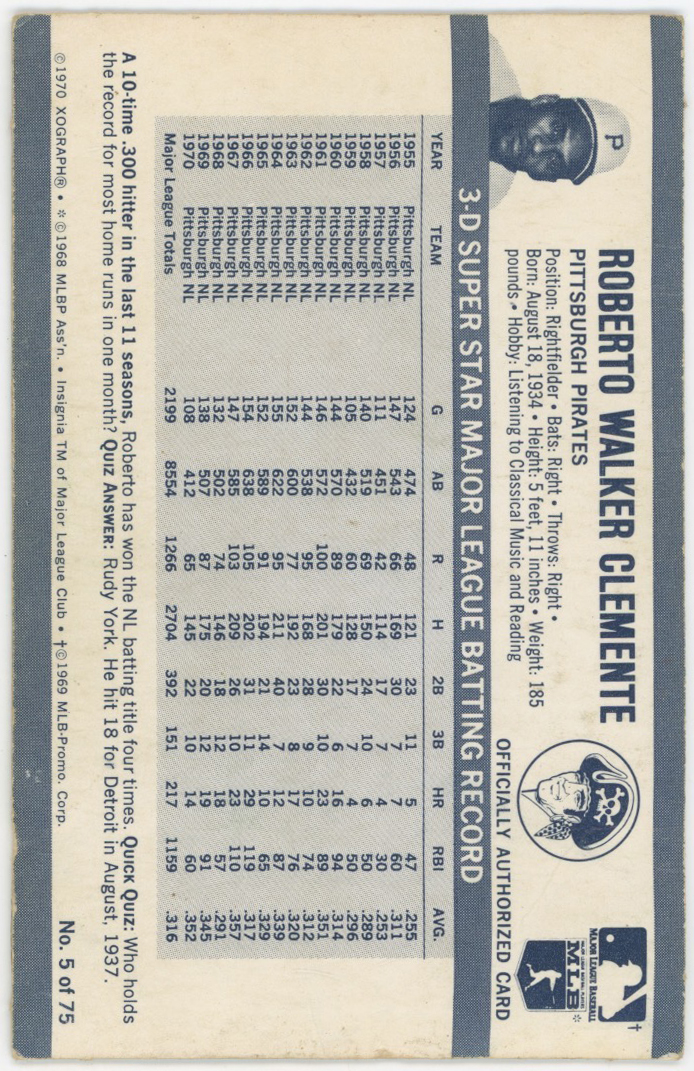 P
ROBERTO WALKER CLEMENTE
PITTSBURGH PIRATES
Position: Rightfielder • Bats: Right • Throws: Right •
Born: August 18, 1934 • Height: 5 feet, 11 inches • Weight: 185
pounds • Hobby: Listening to Classical Music and Reading
MAJOR LEAGUE BASEBALL †
MLB *
OFFICIALLY AUTHORIZED CARD
3-D SUPER STAR MAJOR LEAGUE BATTING RECORD
YEAR TEAM G AB R H 2B 3B HR RBI AVG.
1955 Pittsburgh NL 124 474 48 121 23 11 5 47 .255
1956 Pittsburgh NL 147 543 66 169 30 7 7 60 .311
1957 Pittsburgh NL 111 451 42 114 17 7 4 30 .253
1958 Pittsburgh NL 140 519 69 150 24 10 6 50 .289
1959 Pittsburgh NL 105 432 60 128 17 7 4 50 .296
1960 Pittsburgh NL 144 570 89 179 22 6 16 94 .314
1961 Pittsburgh NL 146 572 100 201 30 10 23 89 .351
1962 Pittsburgh NL 144 538 95 168 28 9 10 74 .312
1963 Pittsburgh NL 152 600 77 192 23 8 17 76 .320
1964 Pittsburgh NL 155 622 95 211 40 7 12 87 .339
1965 Pittsburgh NL 152 589 91 194 21 14 10 65 .329
1966 Pittsburgh NL 154 638 105 202 31 11 29 119 .317
1967 Pittsburgh NL 147 585 103 209 26 10 23 110 .357
1968 Pittsburgh NL 132 502 74 146 18 12 18 57 .291
1969 Pittsburgh NL 138 507 87 175 20 12 19 91 .345
1970 Pittsburgh NL 108 412 65 145 22 10 14 60 .352
Major League Totals 2199 8554 1266 2704 392 151 217 1159 .316
A 10-time .300 hitter in the last 11 seasons, Roberto has won the NL batting title four times. QUICK QUIZ: Who holds
the record for most home runs in one month? QUIZ ANSWER: Rudy York. He hit 18 for Detroit in August, 1937.
©1970 XOGRAPH® • *©1968 MLBP Ass'n. • Insignia TM of Major League Club • †©1969 MLB-Promo. Corp.
No. 5 of 75